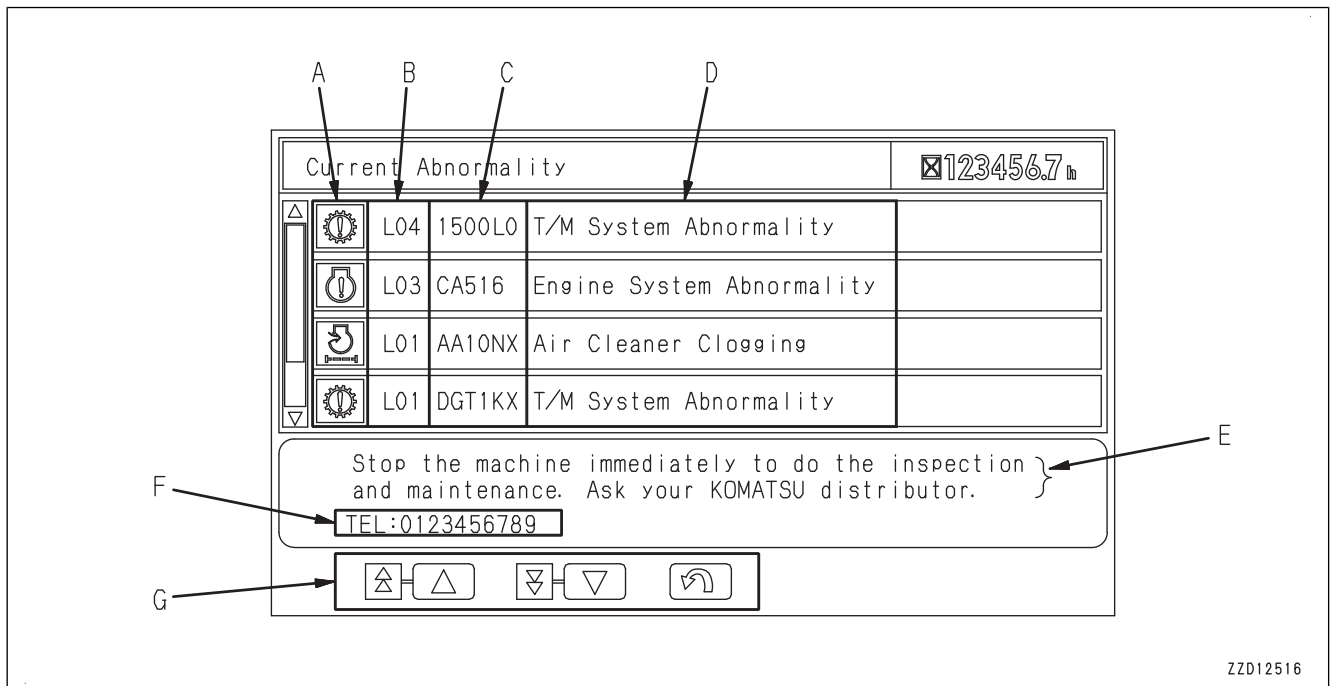 A B C D
Current Abnormality 123456.7 h
L04 1500L0 T/M System Abnormality
L03 CA516 Engine System Abnormality
L01 AA10NX Air Cleaner Clogging
L01 DGT1KX T/M System Abnormality
E
Stop the machine immediately to do the inspection
and maintenance. Ask your KOMATSU distributor.
F
TEL:0123456789
G
ZZD12516